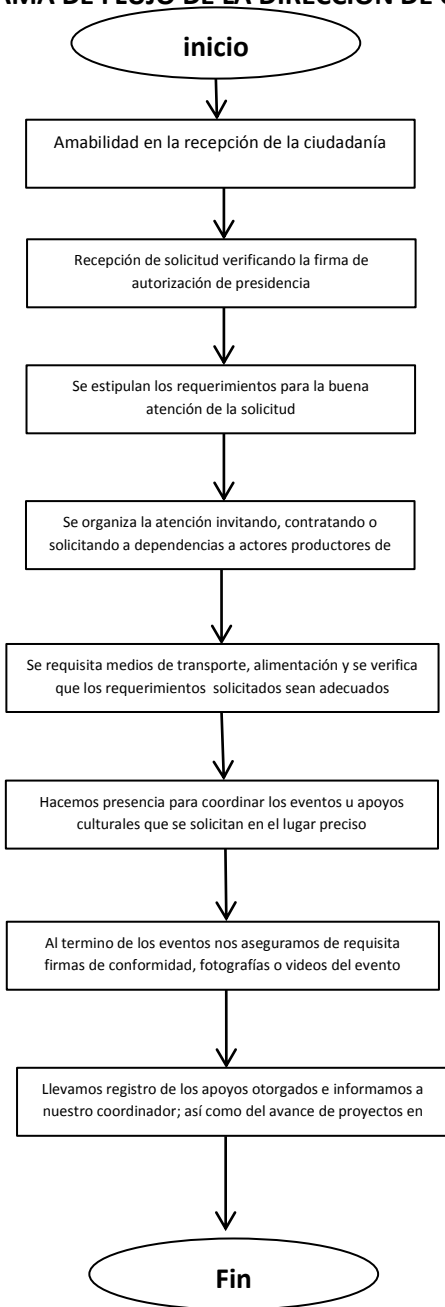 DE FLUJO DE LA DIRECCION DE
inicio
Amabilidad en la recepción de la ciudadanía
Recepción de solicitud verificando la firma de
autorización de presidencia
Se estipulan los requerimientos para la buena
atención de la solicitud
Se organiza la atención invitando, contratando o
solicitando a dependencias a actores productores de
Se requisita medios de transporte, alimentación y se verifica
que los requerimientos solicitados sean adecuados
Hacemos presencia para coordinar los eventos u apoyos
culturales que se solicitan en el lugar preciso
Al termino de los eventos nos aseguramos de requisita
firmas de conformidad, fotografías o videos del evento
Llevamos registro de los apoyos otorgados e informamos a
nuestro coordinador; así como del avance de proyectos en
Fin